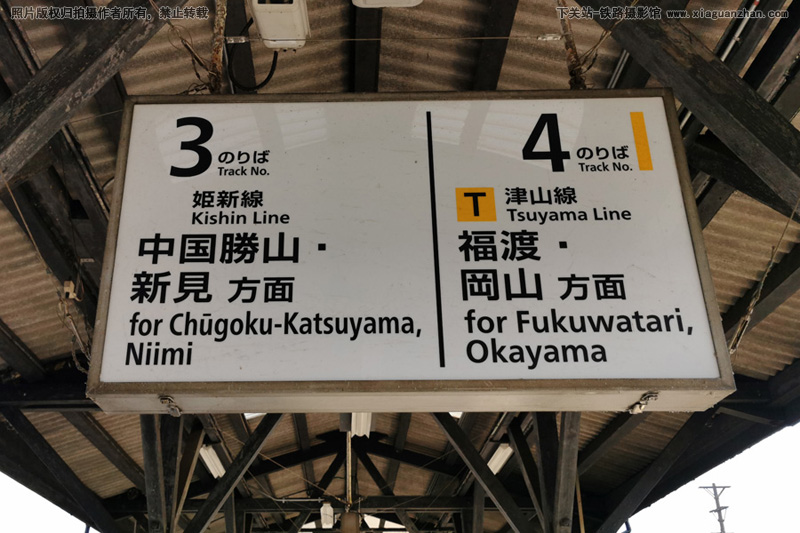 照片版权归摄作者所有，禁止转载
下关站-铁路摄影馆 www.xiaguanzhan.com
3 のりば
Track No.
姫新線
Kishin Line
中国勝山・
新見 方面
for Chūgoku-Katsuyama,
Niimi
4 のりば
Track No.
T 津山線
Tsuyama Line
福渡・
岡山 方面
for Fukuwatari,
Okayama